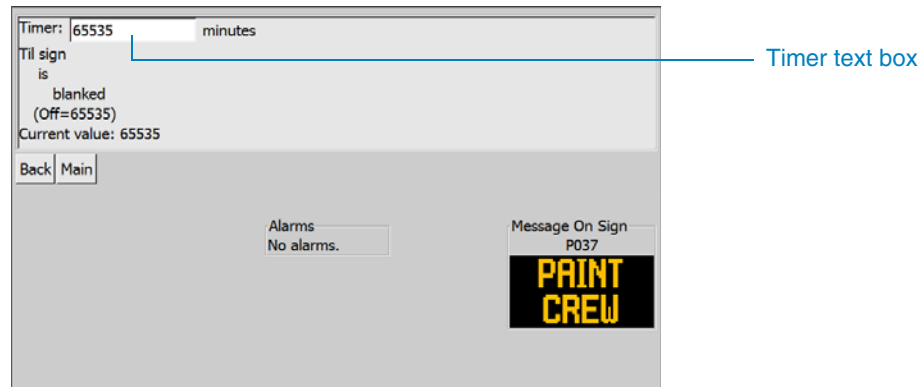 Timer: 65535 minutes
Timer text box
Til sign
is
blanked
(Off=65535)
Current value: 65535
Back Main
Alarms
No alarms.
Message On Sign
P037
PAINT
CREW